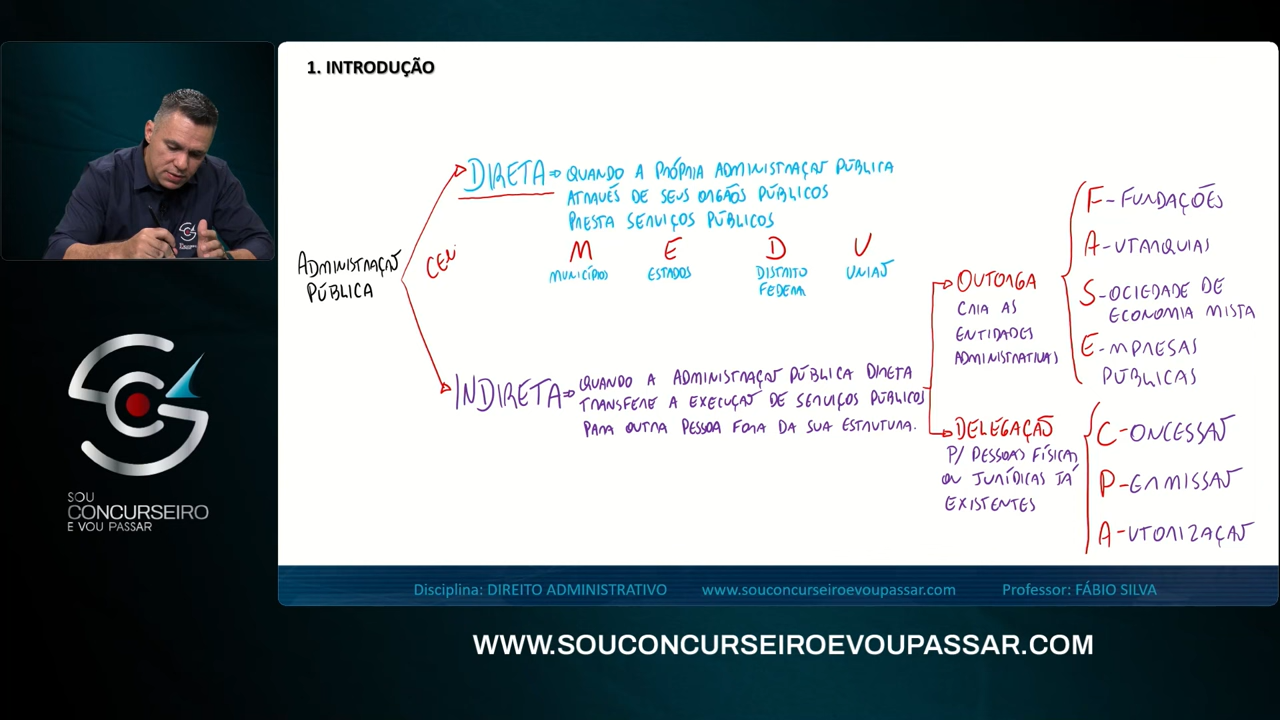 1. INTRODUÇÃO
ADMINISTRAÇÃO
PÚBLICA
CEN
DIRETA ⇒ QUANDO A PRÓPRIA ADMINISTRAÇÃO PÚBLICA
ATRAVÉS DE SEUS ORGÃOS PÚBLICOS
PRESTA SERVIÇOS PÚBLICOS
M E D U
MUNICÍPIOS ESTADOS DISTRITO FEDERAL UNIÃO
INDIRETA ⇒ QUANDO A ADMINISTRAÇÃO PÚBLICA DIRETA
TRANSFERE A EXECUÇÃO DE SERVIÇOS PÚBLICOS
PARA OUTRA PESSOA FORA DA SUA ESTRUTURA.
OUTORGA
CRIA AS
ENTIDADES
ADMINISTRATIVAS
F-FUNDAÇÕES
A-UTARQUIAS
S-OCIEDADE DE
ECONOMIA MISTA
E-MPRESAS
PÚBLICAS
DELEGAÇÃO
P/ PESSOAS FÍSICAS
OU JURÍDICAS JÁ
EXISTENTES
C-ONCESSÃO
P-ERMISSÃO
A-UTORIZAÇÃO
SOU
CONCURSEIRO
E VOU PASSAR
Disciplina: DIREITO ADMINISTRATIVO www.souconcurseiroevoupassar.com Professor: FÁBIO SILVA
WWW.SOUCONCURSEIROEVOUPASSAR.COM